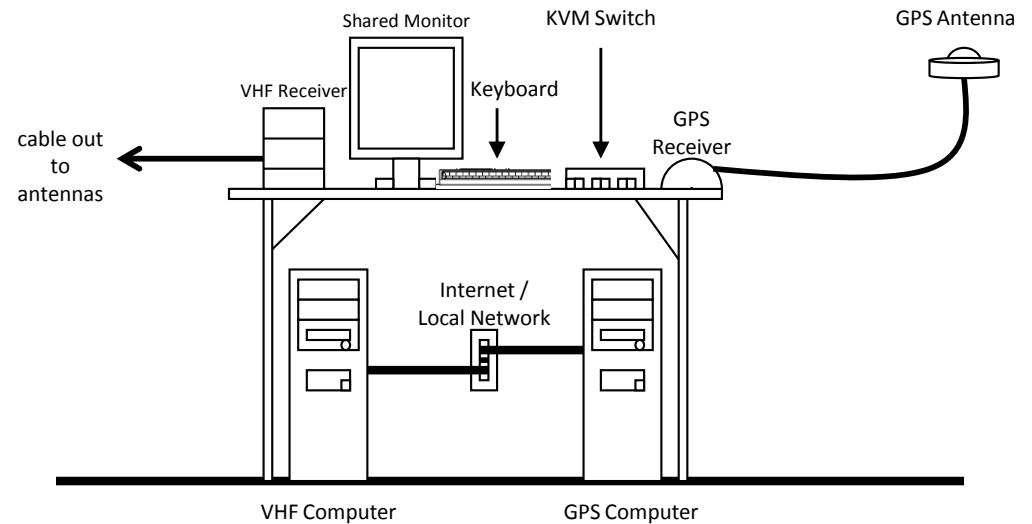 Shared Monitor
KVM Switch
GPS Antenna
VHF Receiver
Keyboard
GPS
Receiver
cable out
to
antennas
Internet /
Local Network
VHF Computer
GPS Computer